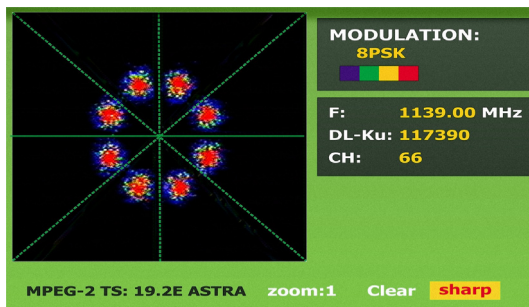 MODULATION:
8PSK
F: 1139.00 MHz
DL-Ku: 117390
CH: 66
MPEG-2 TS: 19.2E ASTRA zoom:1 Clear sharp